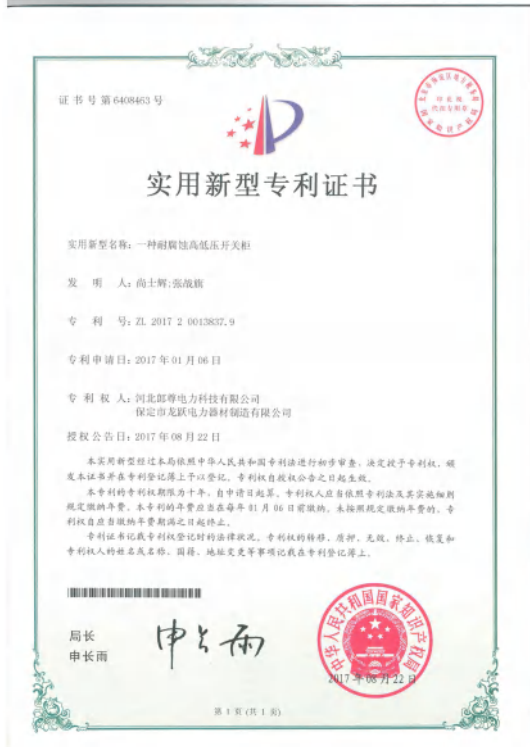 证书号第6408463号
实用新型专利证书
实用新型名称：一种耐腐蚀高低压开关柜
发 明 人：尚士辉;张战旗
专 利 号：ZL 2017 2 0013837.9
专利申请日：2017年01月06日
专 利 权 人：河北郎尊电力科技有限公司
保定市龙跃电力器材制造有限公司
授权公告日：2017年08月22日
本实用新型经过本局依照中华人民共和国专利法进行初步审查，决定授予专利权，颁
发本证书并在专利登记簿上予以登记。专利权自授权公告之日起生效。
本专利的专利权期限为十年，自申请日起算。专利权人应当依照专利法及其实施细则
规定缴纳年费。本专利的年费应当在每年01月06日前缴纳。未按照规定缴纳年费的，专
利权自应当缴纳年费期满之日起终止。
专利证书记载专利权登记时的法律状况。专利权的转移、质押、无效、终止、恢复和
专利权人的姓名或名称、国籍、地址变更等事项记载在专利登记簿上。
局长
申长雨
申长雨
中华人民共和国国家知识产权局
2017年08月22日
第1页(共1页)